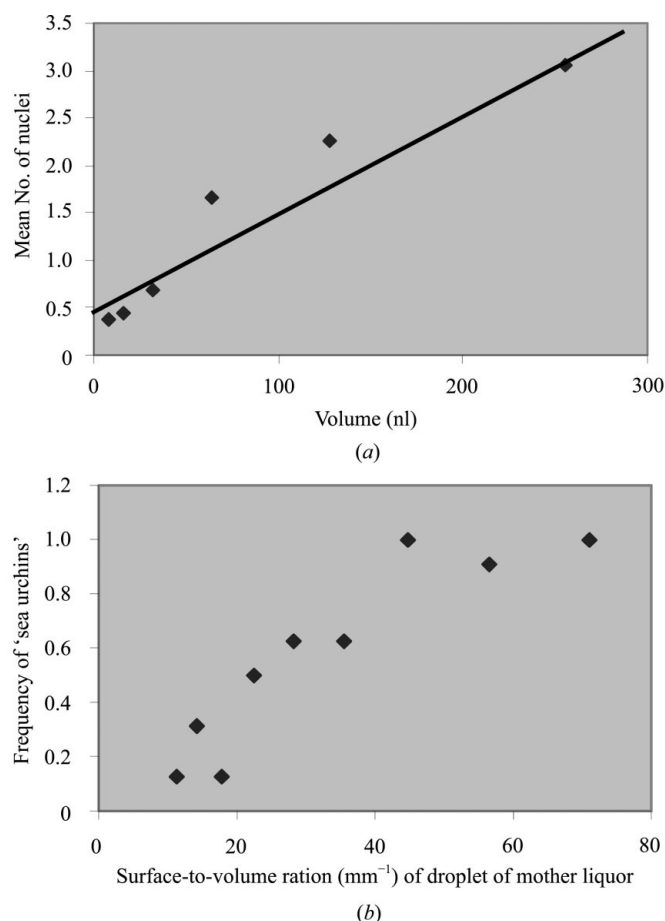 3.5
3.0
2.5
2.0
1.5
1.0
0.5
0
Mean No. of nuclei
0 100 200 300
Volume (nl)
(a)
1.2
1.0
0.8
0.6
0.4
0.2
0
Frequency of ‘sea urchins’
0 20 40 60 80
Surface-to-volume ration (mm⁻¹) of droplet of mother liquor
(b)